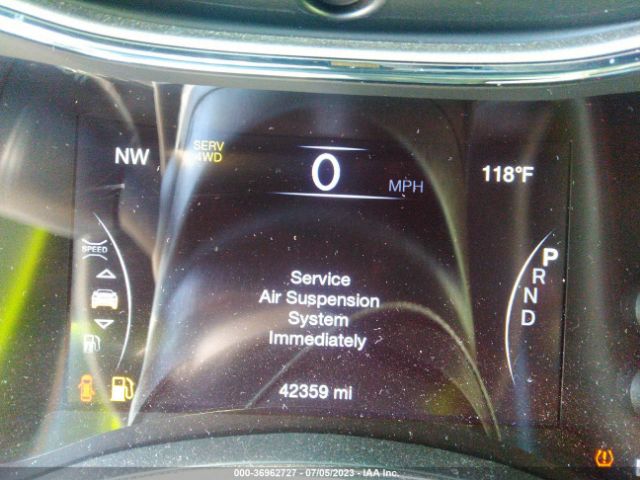 NW
SERV
4WD
0
MPH
118°F
SPEED
P
R
N
D
Service
Air Suspension
System
Immediately
42359 mi
000-36962727 - 07/05/2023 - IAA Inc.